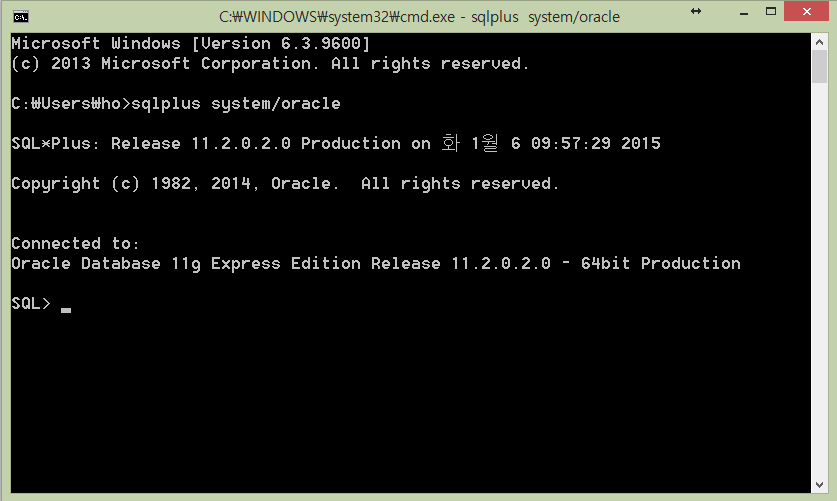 C:₩WINDOWS₩system32₩cmd.exe - sqlplus  system/oracle
Microsoft Windows [Version 6.3.9600]
(c) 2013 Microsoft Corporation. All rights reserved.
C:₩Users₩ho>sqlplus system/oracle
SQL*Plus: Release 11.2.0.2.0 Production on 화 1월 6 09:57:29 2015
Copyright (c) 1982, 2014, Oracle.  All rights reserved.
Connected to:
Oracle Database 11g Express Edition Release 11.2.0.2.0 - 64bit Production
SQL> _